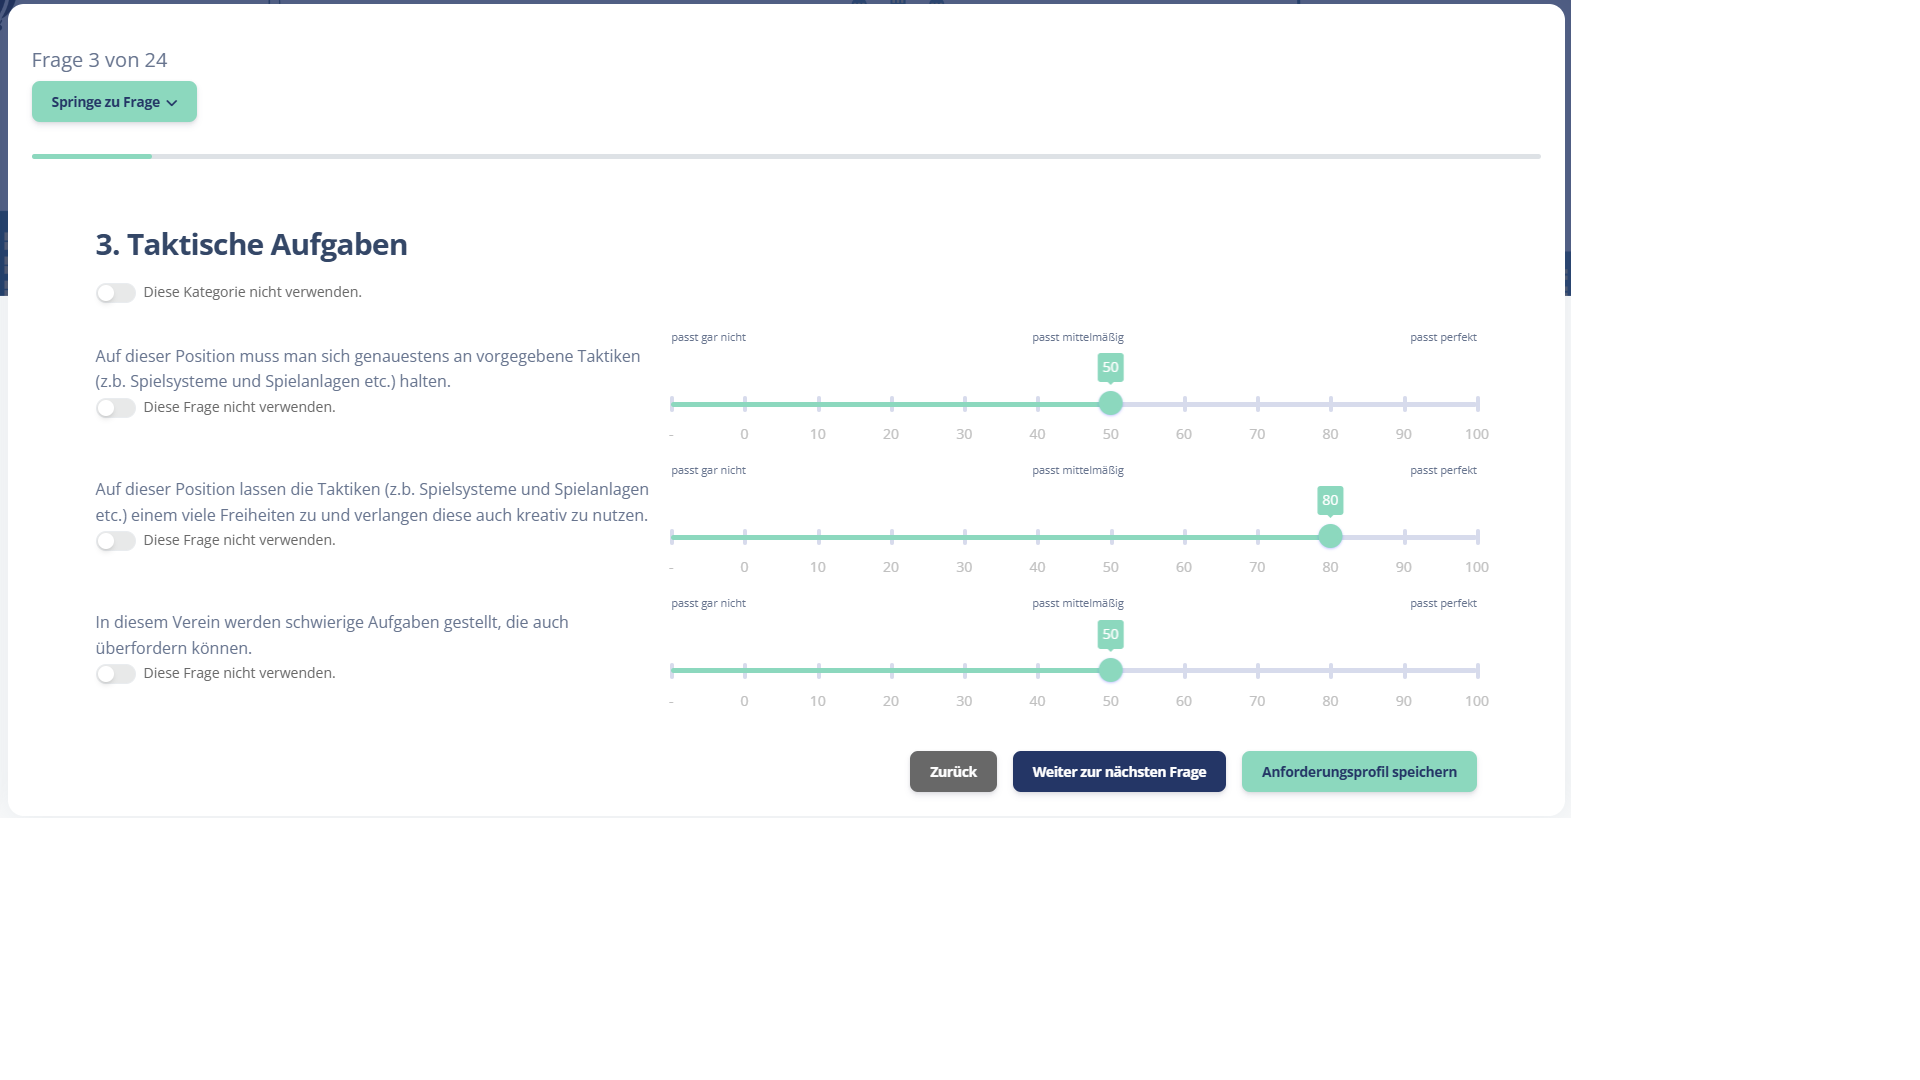 Frage 3 von 24
Springe zu Frage
3. Taktische Aufgaben
Diese Kategorie nicht verwenden.
Auf dieser Position muss man sich genauestens an vorgegebene Taktiken
(z.b. Spielsysteme und Spielanlagen etc.) halten.
Diese Frage nicht verwenden.
passt gar nicht passt mittelmäßig passt perfekt
50
- 0 10 20 30 40 50 60 70 80 90 100
Auf dieser Position lassen die Taktiken (z.b. Spielsysteme und Spielanlagen
etc.) einem viele Freiheiten zu und verlangen diese auch kreativ zu nutzen.
Diese Frage nicht verwenden.
passt gar nicht passt mittelmäßig passt perfekt
80
- 0 10 20 30 40 50 60 70 80 90 100
In diesem Verein werden schwierige Aufgaben gestellt, die auch
überfordern können.
Diese Frage nicht verwenden.
passt gar nicht passt mittelmäßig passt perfekt
50
- 0 10 20 30 40 50 60 70 80 90 100
Zurück Weiter zur nächsten Frage Anforderungsprofil speichern